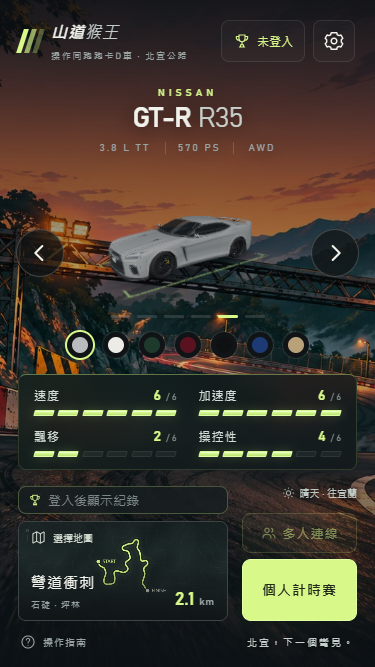 山道猴王
未登入
操作同跑跑卡D車 · 北宜公路
NISSAN
GT-R R35
3.8 L TT
570 PS
AWD
速度 6 /6
加速度 6 /6
飄移 2 /6
操控性 4 /6
登入後顯示紀錄
晴天 · 往宜蘭
選擇地圖
START
FINISH
彎道衝刺
石碇 · 坪林
2.1 km
多人連線
個人計時賽
操作指南
北宜，下一個彎見。